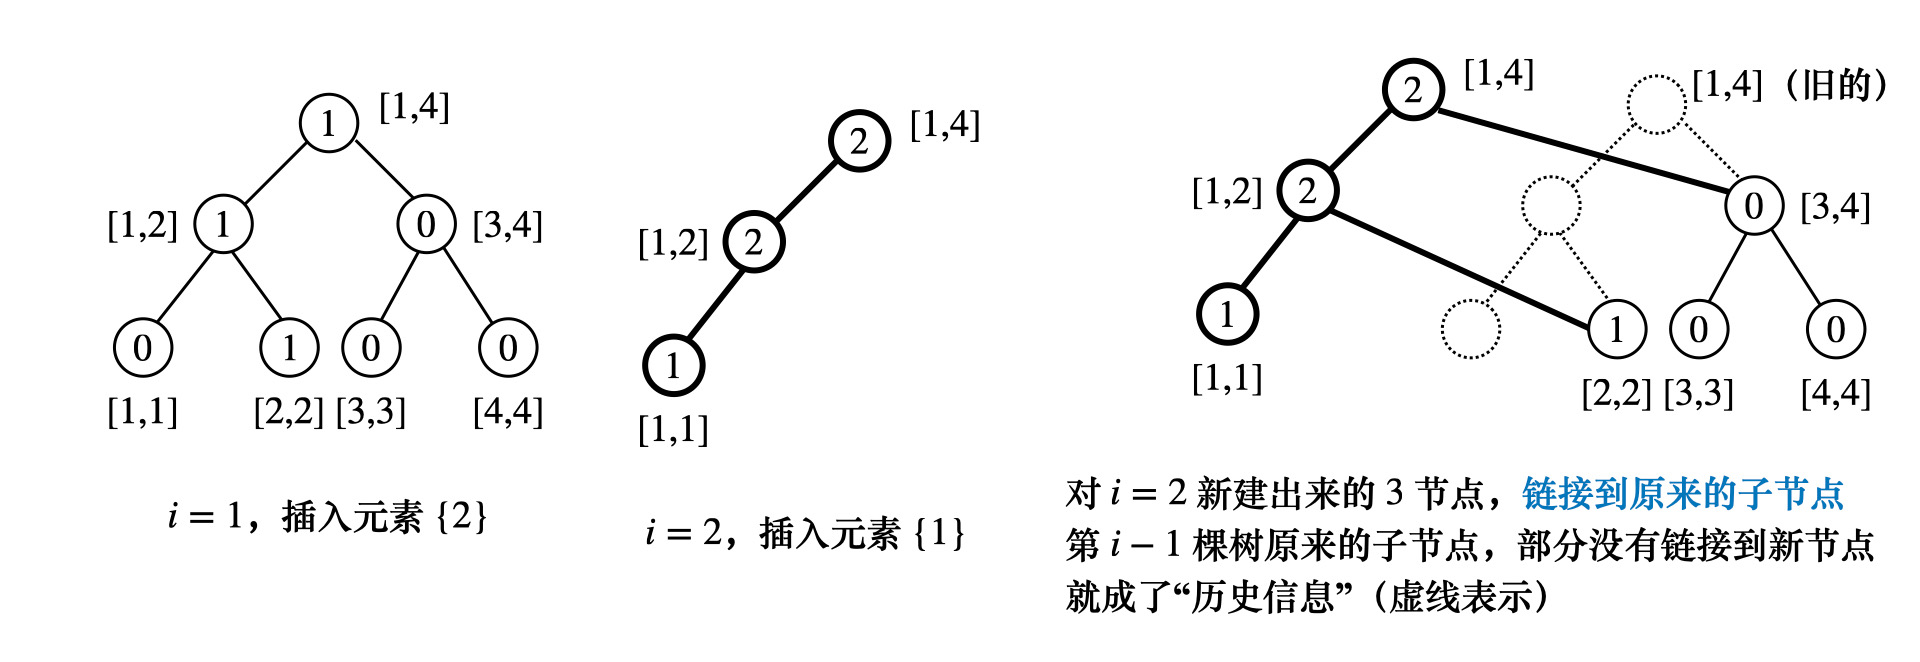 1 [1,4]
[1,2] 1 0 [3,4]
0 1 0 0
[1,1] [2,2] [3,3] [4,4]
i = 1，插入元素 {2}
2 [1,4]
[1,2] 2
1
[1,1]
i = 2，插入元素 {1}
2 [1,4] [1,4]（旧的）
[1,2] 2 0 [3,4]
1 1 0 0
[1,1] [2,2] [3,3] [4,4]
对 i = 2 新建出来的 3 节点，链接到原来的子节点
第 i − 1 棵树原来的子节点，部分没有链接到新节点
就成了“历史信息”（虚线表示）